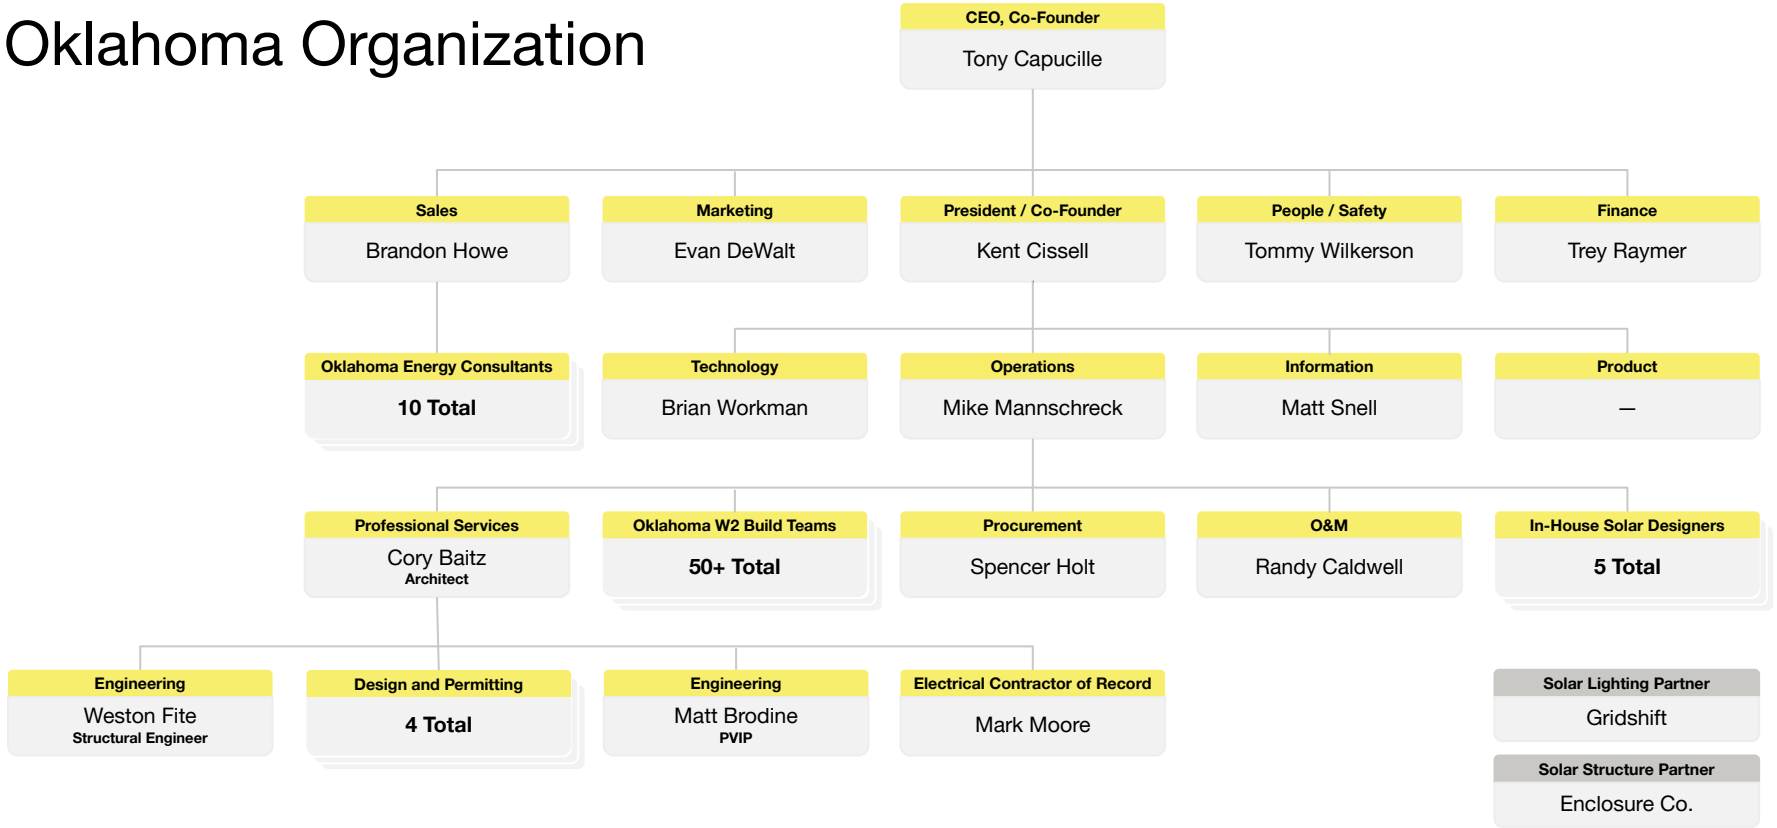 Oklahoma Organization
CEO, Co-Founder
Tony Capucille
Sales
Brandon Howe
Marketing
Evan DeWalt
President / Co-Founder
Kent Cissell
People / Safety
Tommy Wilkerson
Finance
Trey Raymer
Oklahoma Energy Consultants
10 Total
Technology
Brian Workman
Operations
Mike Mannschreck
Information
Matt Snell
Product
—
Professional Services
Cory Baitz
Architect
Oklahoma W2 Build Teams
50+ Total
Procurement
Spencer Holt
O&M
Randy Caldwell
In-House Solar Designers
5 Total
Engineering
Weston Fite
Structural Engineer
Design and Permitting
4 Total
Engineering
Matt Brodine
PVIP
Electrical Contractor of Record
Mark Moore
Solar Lighting Partner
Gridshift
Solar Structure Partner
Enclosure Co.